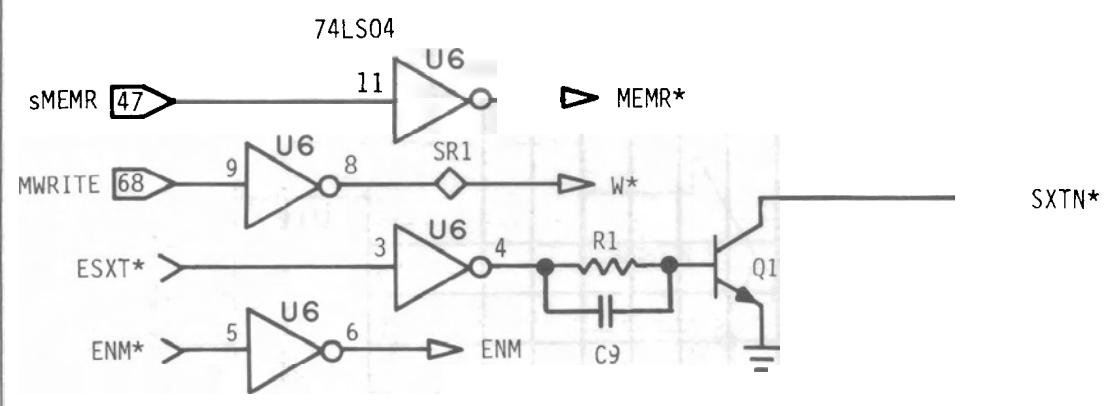 74LS04
U6
sMEMR 47 11 MEMR*
U6 SR1
MWRITE 68 9 8 W*
SXTN*
U6 R1
ESXT* 3 4 Q1
U6
ENM* 5 6 ENM C9